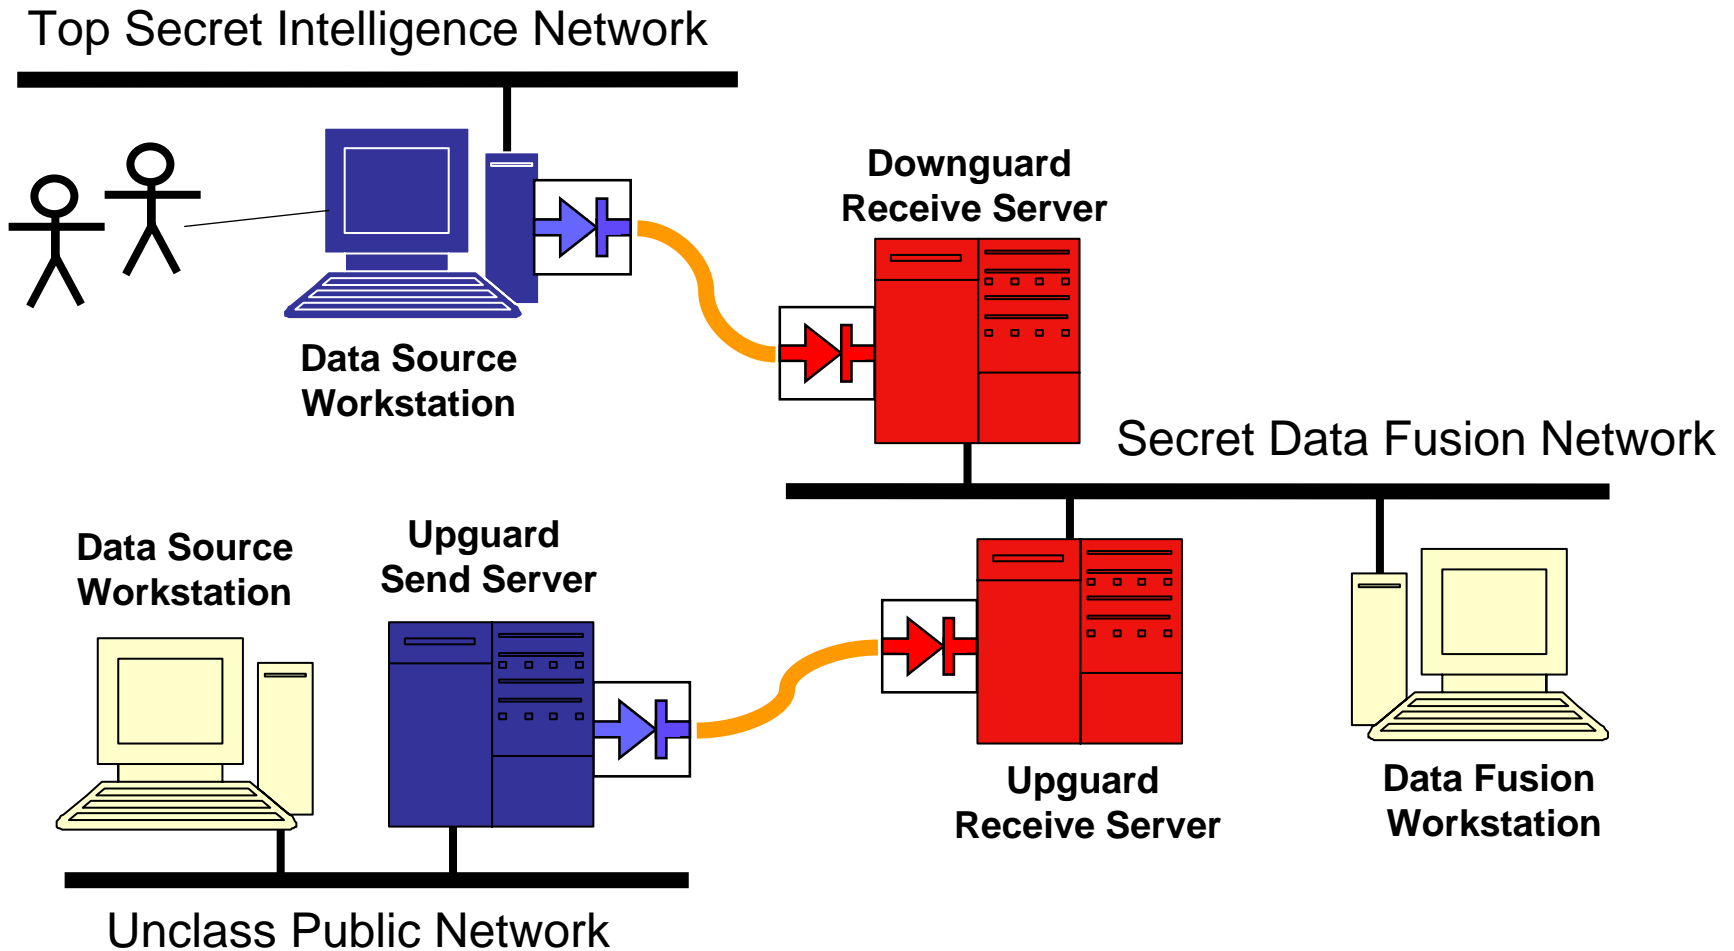 Top Secret Intelligence Network
Downguard
Receive Server
Data Source
Workstation
Secret Data Fusion Network
Data Source
Workstation
Upguard
Send Server
Upguard
Receive Server
Data Fusion
Workstation
Unclass Public Network